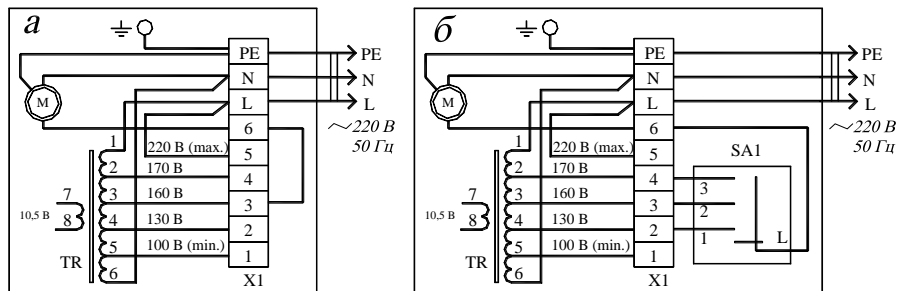 а
PE
N
L
6
5
4
3
2
1
X1
PE
N
L
~220 В
50 Гц
M
1
2
3
4
5
6
7
8
10,5 В
TR
220 В (max.)
170 В
160 В
130 В
100 В (min.)
б
PE
N
L
6
5
4
3
2
1
X1
PE
N
L
~220 В
50 Гц
M
1
2
3
4
5
6
7
8
10,5 В
TR
220 В (max.)
170 В
160 В
130 В
100 В (min.)
SA1
3
2
1
L